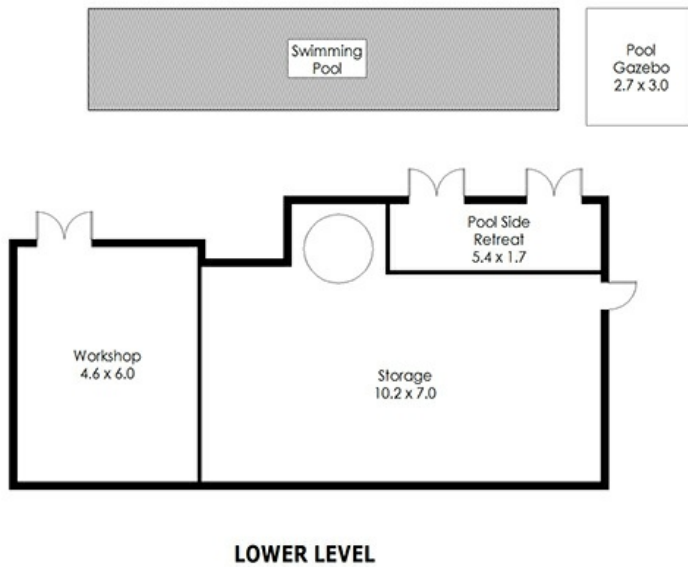 Swimming
Pool
Pool
Gazebo
2.7 x 3.0
Pool Side
Retreat
5.4 x 1.7
Workshop
4.6 x 6.0
Storage
10.2 x 7.0
LOWER LEVEL